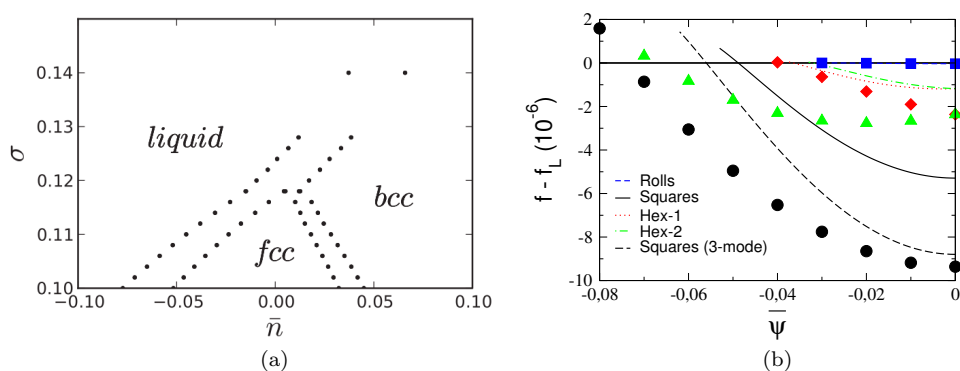 0.14
0.13
0.12
0.11
0.10
σ
liquid
bcc
fcc
−0.10 −0.05 0.00 0.05 0.10
n̄
(a)
2
0
-2
-4
-6
-8
-10
f - f_L (10^-6)
Rolls
Squares
Hex-1
Hex-2
Squares (3-mode)
-0.08 -0.06 -0.04 -0.02 0
ψ̄
(b)